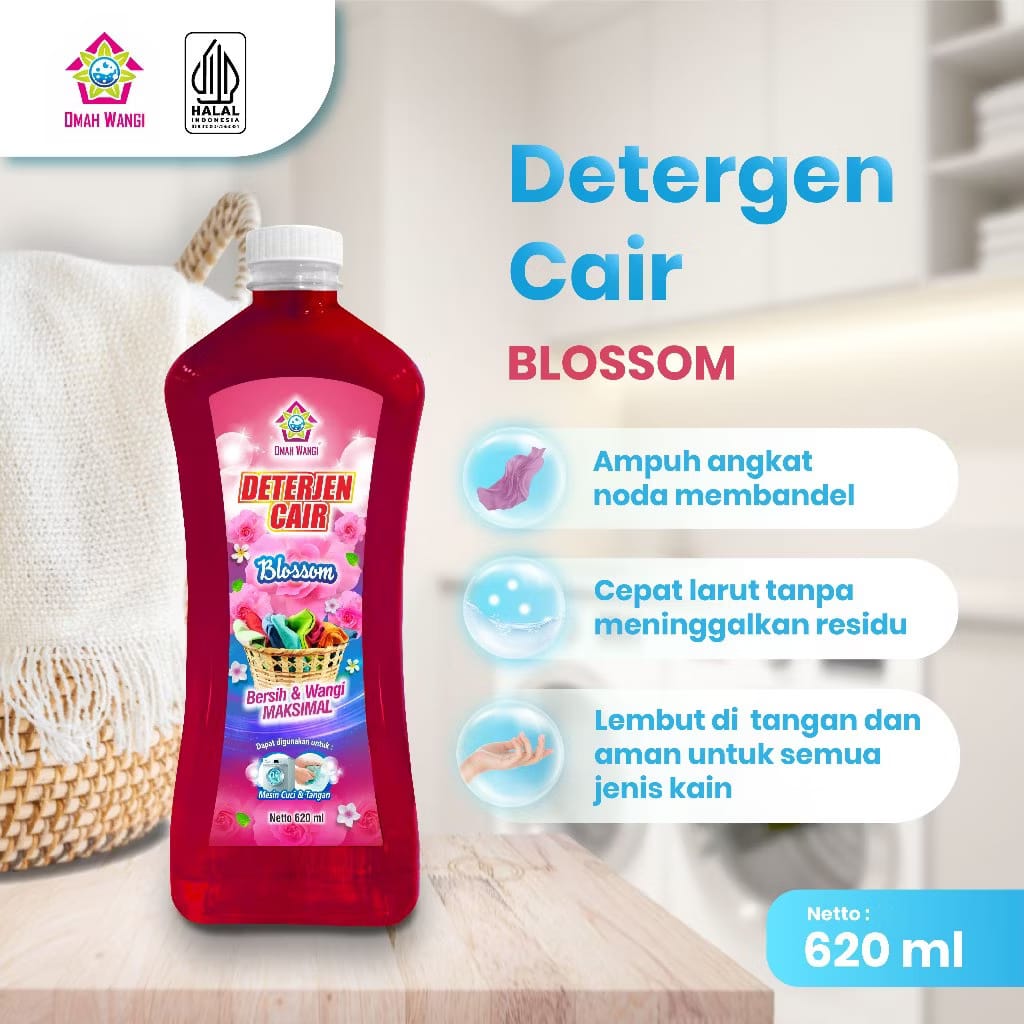 OMAH WANGI
HALAL
INDONESIA
Detergen
Cair
BLOSSOM
OMAH WANGI
DETERJEN
CAIR
Blossom
Bersih & Wangi
MAKSIMAL
Dapat digunakan untuk :
Mesin Cuci & Tangan
Netto 620 ml
Ampuh angkat
noda membandel
Cepat larut tanpa
meninggalkan residu
Lembut di tangan dan
aman untuk semua
jenis kain
Netto :
620 ml